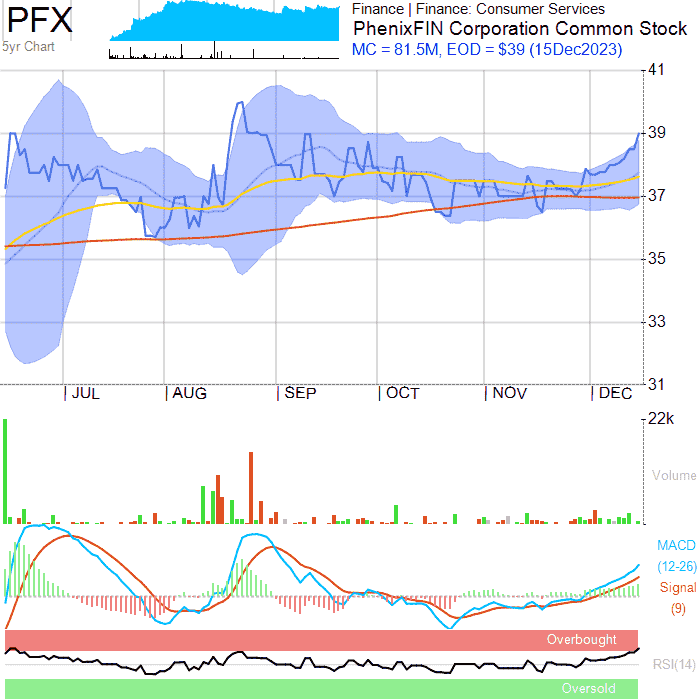 PFX
5yr Chart
Finance | Finance: Consumer Services
PhenixFIN Corporation Common Stock
MC = 81.5M, EOD = $39 (15Dec2023)
41
39
37
35
33
31
JUL
AUG
SEP
OCT
NOV
DEC
22k
Volume
MACD
(12-26)
Signal
(9)
Overbought
RSI(14)
Oversold